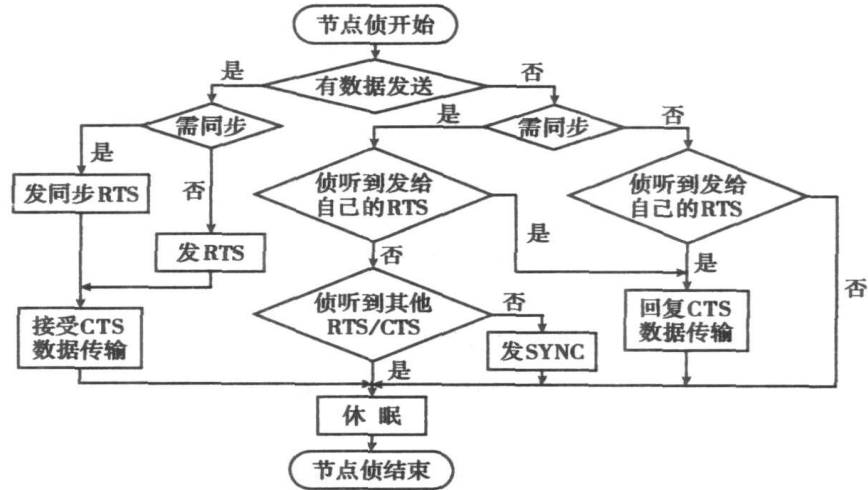 节点侦开始
是
有数据发送
否
需同步
是
需同步
否
是
发同步RTS
否
侦听到发给
自己的RTS
侦听到发给
自己的RTS
发RTS
否
是
是
否
接受CTS
数据传输
侦听到其他
RTS/CTS
否
发SYNC
回复CTS
数据传输
是
休 眠
节点侦结束